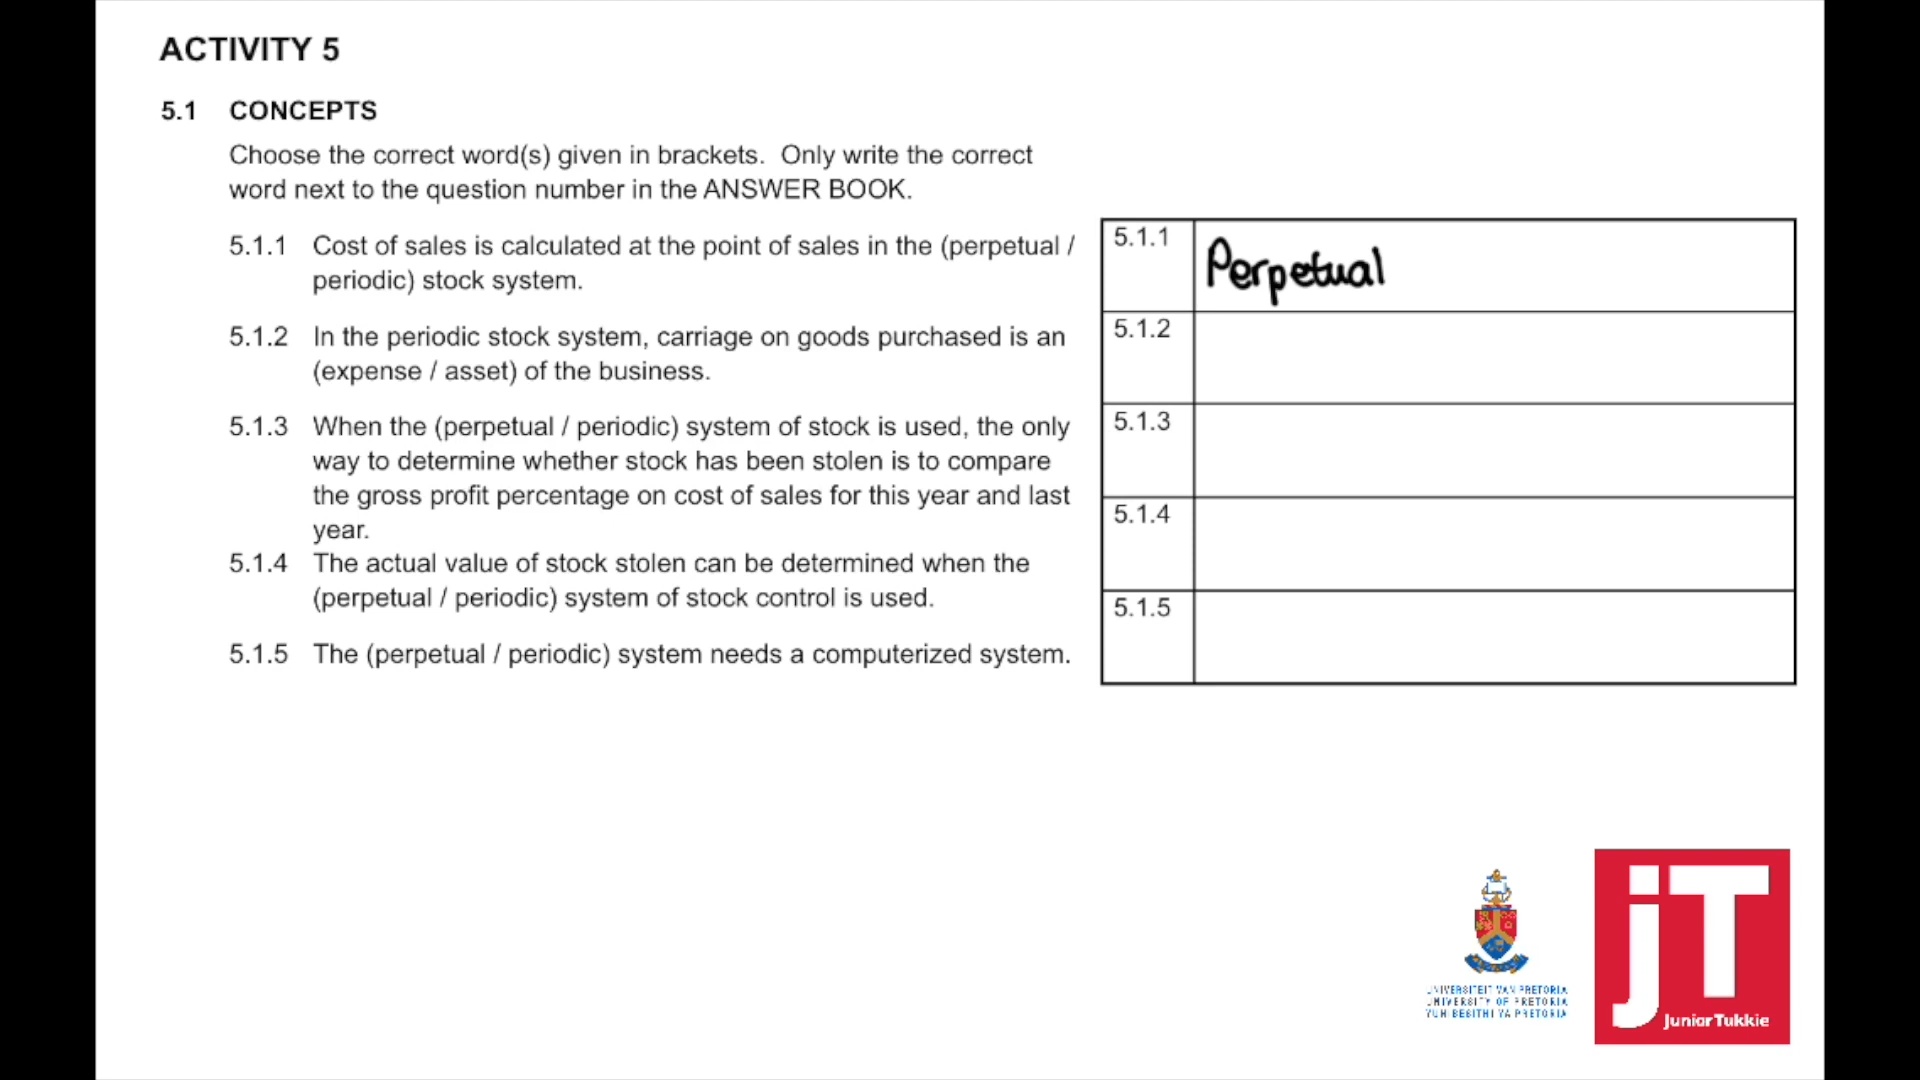 ACTIVITY 5
5.1 CONCEPTS
Choose the correct word(s) given in brackets. Only write the correct
word next to the question number in the ANSWER BOOK.
5.1.1 Cost of sales is calculated at the point of sales in the (perpetual /
periodic) stock system.
5.1.2 In the periodic stock system, carriage on goods purchased is an
(expense / asset) of the business.
5.1.3 When the (perpetual / periodic) system of stock is used, the only
way to determine whether stock has been stolen is to compare
the gross profit percentage on cost of sales for this year and last
year.
5.1.4 The actual value of stock stolen can be determined when the
(perpetual / periodic) system of stock control is used.
5.1.5 The (perpetual / periodic) system needs a computerized system.
5.1.1 Perpetual
5.1.2
5.1.3
5.1.4
5.1.5
UNIVERSITEIT VAN PRETORIA
UNIVERSITY OF PRETORIA
YUNIBESITHI YA PRETORIA
jT
JuniorTukkie